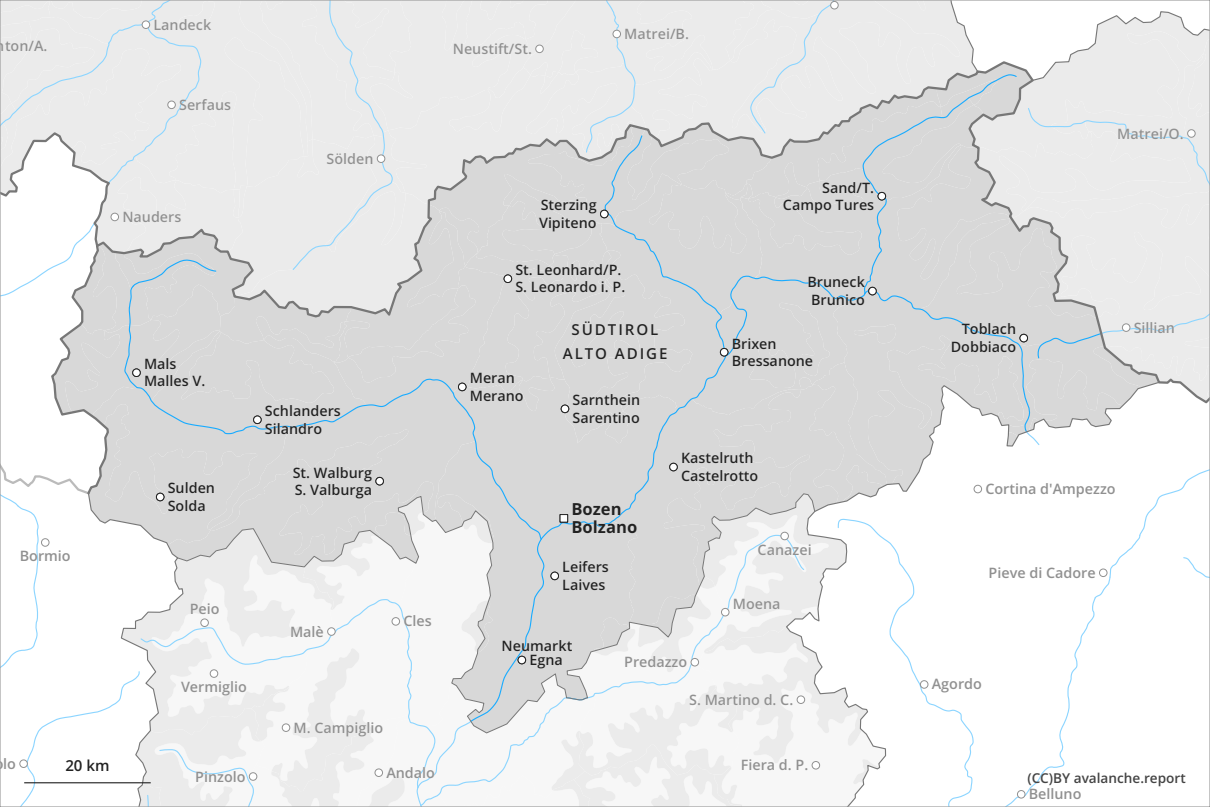 Landeck
Matrei/B.
nton/A.
Neustift/St.
Serfaus
Matrei/O.
Sölden
Sand/T.
Campo Tures
Nauders
Sterzing
Vipiteno
St. Leonhard/P.
S. Leonardo i. P.
Bruneck
Brunico
SÜDTIROL
ALTO ADIGE
Toblach
Dobbiaco
Sillian
Brixen
Bressanone
Mals
Malles V.
Meran
Merano
Schlanders
Silandro
Sarnthein
Sarentino
Kastelruth
Castelrotto
St. Walburg
S. Valburga
Sulden
Solda
Cortina d'Ampezzo
Bozen
Bolzano
Bormio
Canazei
Leifers
Laives
Pieve di Cadore
Peio
Moena
Malè
Cles
Neumarkt
Egna
Predazzo
Vermiglio
Agordo
S. Martino d. C.
M. Campiglio
olo
20 km
Pinzolo
Andalo
Fiera d. P.
(CC)BY avalanche.report
Belluno